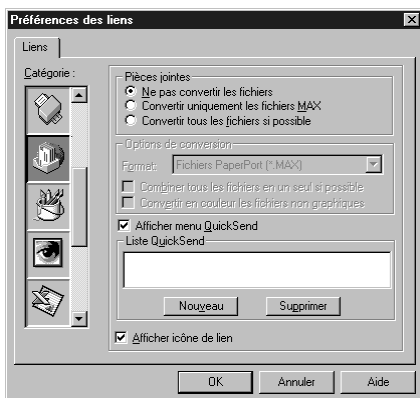 Préférences des liens
Liens
Catégorie :
Pièces jointes
Ne pas convertir les fichiers
Convertir uniquement les fichiers MAX
Convertir tous les fichiers si possible
Options de conversion
Format: Fichiers PaperPort (*.MAX)
Combiner tous les fichiers en un seul si possible
Convertir en couleur les fichiers non graphiques
Afficher menu QuickSend
Liste QuickSend
Nouveau Supprimer
Afficher icône de lien
OK Annuler Aide